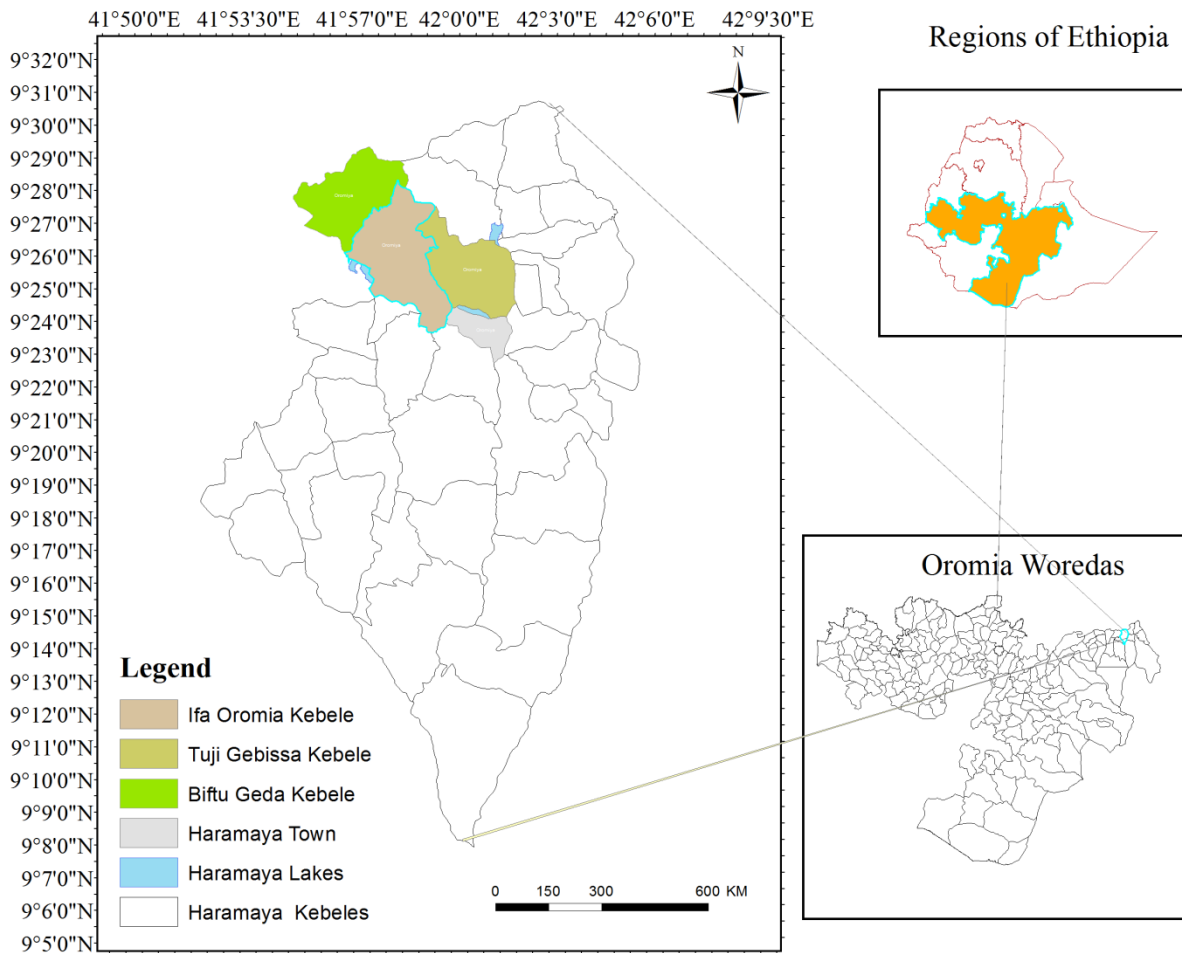 41°50'0"E 41°53'30"E 41°57'0"E 42°0'0"E 42°3'0"E 42°6'0"E 42°9'30"E
9°32'0"N
9°31'0"N
9°30'0"N
9°29'0"N
9°28'0"N
9°27'0"N
9°26'0"N
9°25'0"N
9°24'0"N
9°23'0"N
9°22'0"N
9°21'0"N
9°20'0"N
9°19'0"N
9°18'0"N
9°17'0"N
9°16'0"N
9°15'0"N
9°14'0"N
9°13'0"N
9°12'0"N
9°11'0"N
9°10'0"N
9°9'0"N
9°8'0"N
9°7'0"N
9°6'0"N
9°5'0"N
N
Oromiya
Oromiya
Oromiya
Oromiya
Legend
Ifa Oromia Kebele
Tuji Gebissa Kebele
Biftu Geda Kebele
Haramaya Town
Haramaya Lakes
Haramaya Kebeles
0 150 300 600 KM
Regions of Ethiopia
Oromia Woredas